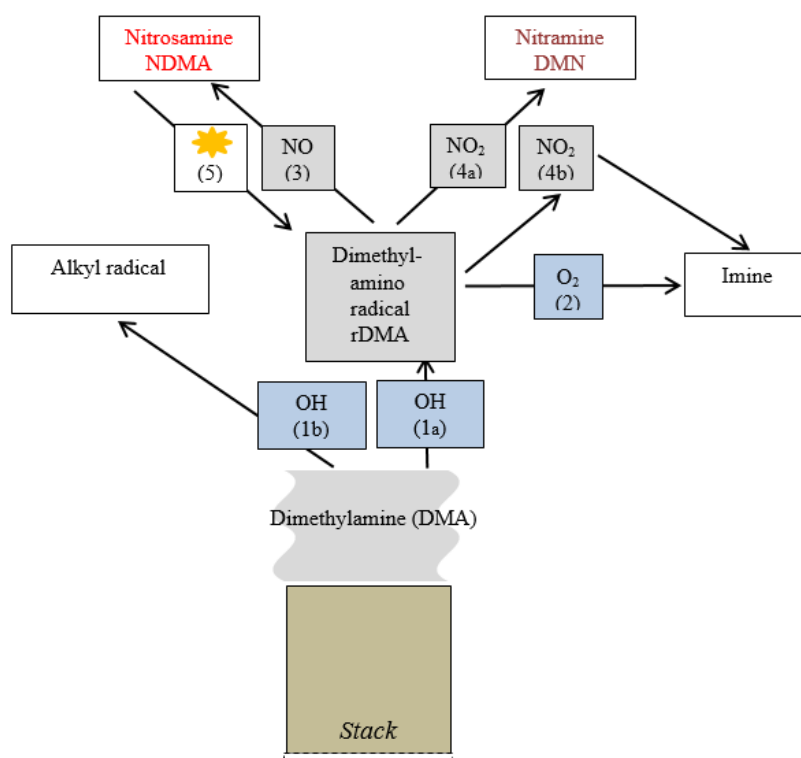 Nitrosamine
NDMA
Nitramine
DMN
(5)
NO
(3)
NO₂
(4a)
NO₂
(4b)
Alkyl radical
Dimethyl-
amino
radical
rDMA
O₂
(2)
Imine
OH
(1b)
OH
(1a)
Dimethylamine (DMA)
Stack